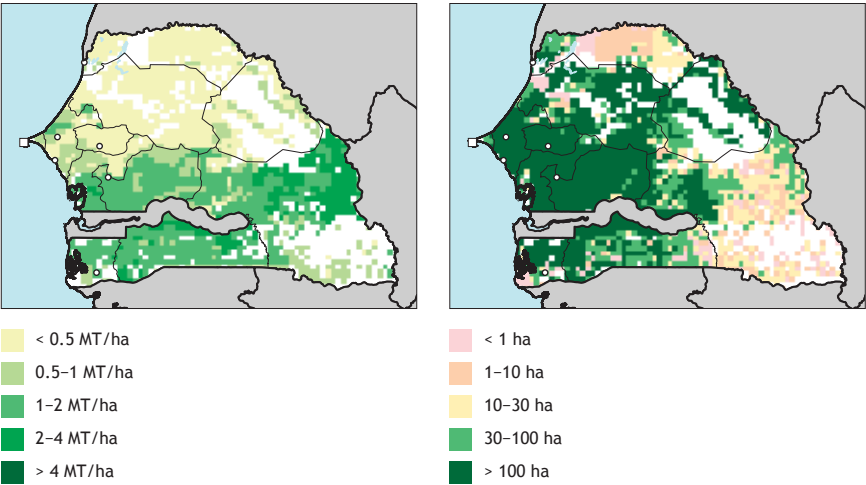 < 0.5 MT/ha
0.5–1 MT/ha
1–2 MT/ha
2–4 MT/ha
> 4 MT/ha
< 1 ha
1–10 ha
10–30 ha
30–100 ha
> 100 ha